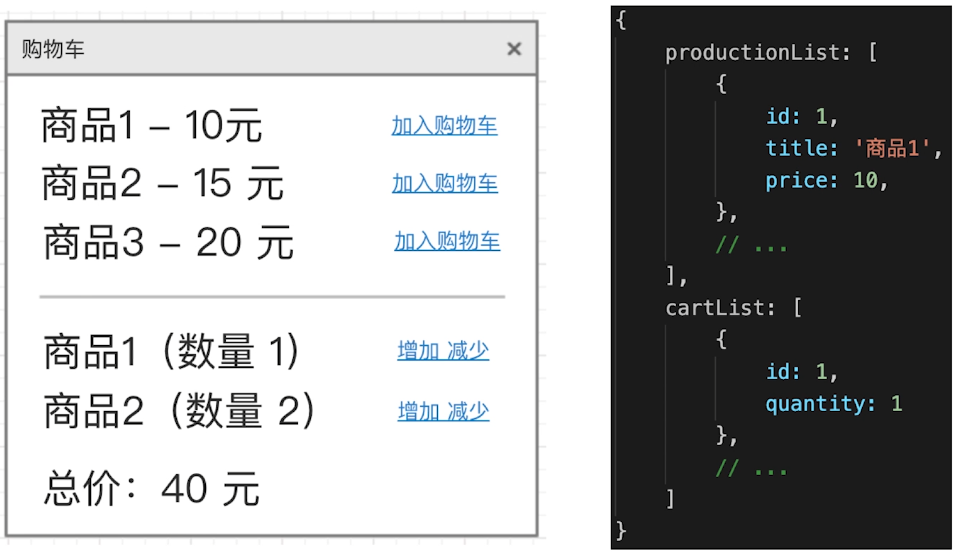 购物车 ×
商品1 – 10元 加入购物车
商品2 – 15 元 加入购物车
商品3 – 20 元 加入购物车
商品1（数量 1） 增加 减少
商品2（数量 2） 增加 减少
总价：40 元
{
productionList: [
{
id: 1,
title: '商品1',
price: 10,
},
// ...
],
cartList: [
{
id: 1,
quantity: 1
},
// ...
]
}